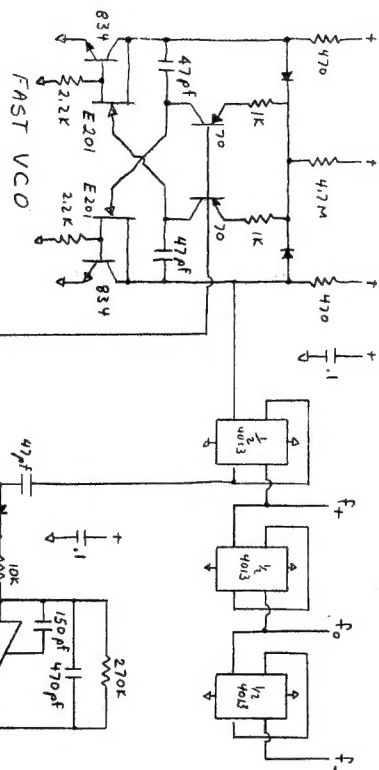 +
470
+
4.7M
+
470
1K
1K
70
70
47pf
47pf
834
E201
2.2K
E201
2.2K
834
FAST VCO
+
.1
½
4013
f+
½
4013
fo
½
4013
47pf
+
.1
10K
150pf
470pf
270K